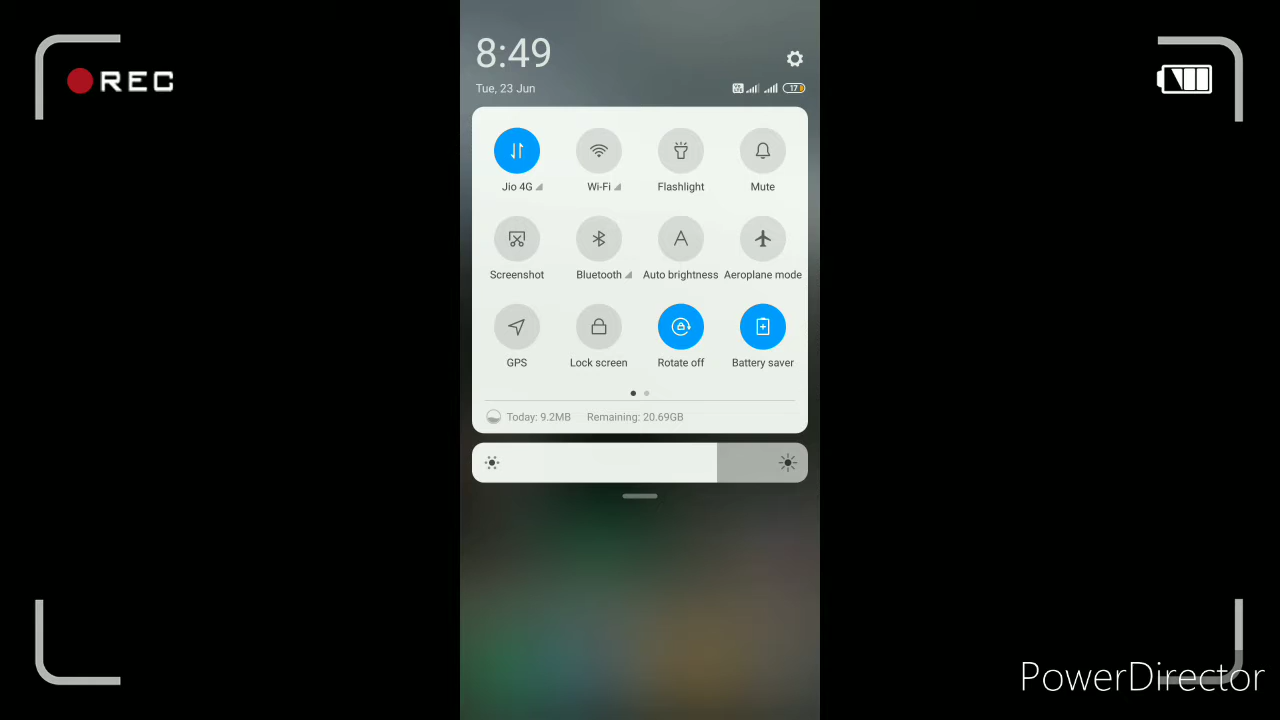 REC
8:49
Tue, 23 Jun
17
Jio 4G
Wi-Fi
Flashlight
Mute
Screenshot
Bluetooth
Auto brightness
Aeroplane mode
GPS
Lock screen
Rotate off
Battery saver
Today: 9.2MB Remaining: 20.69GB
PowerDirector